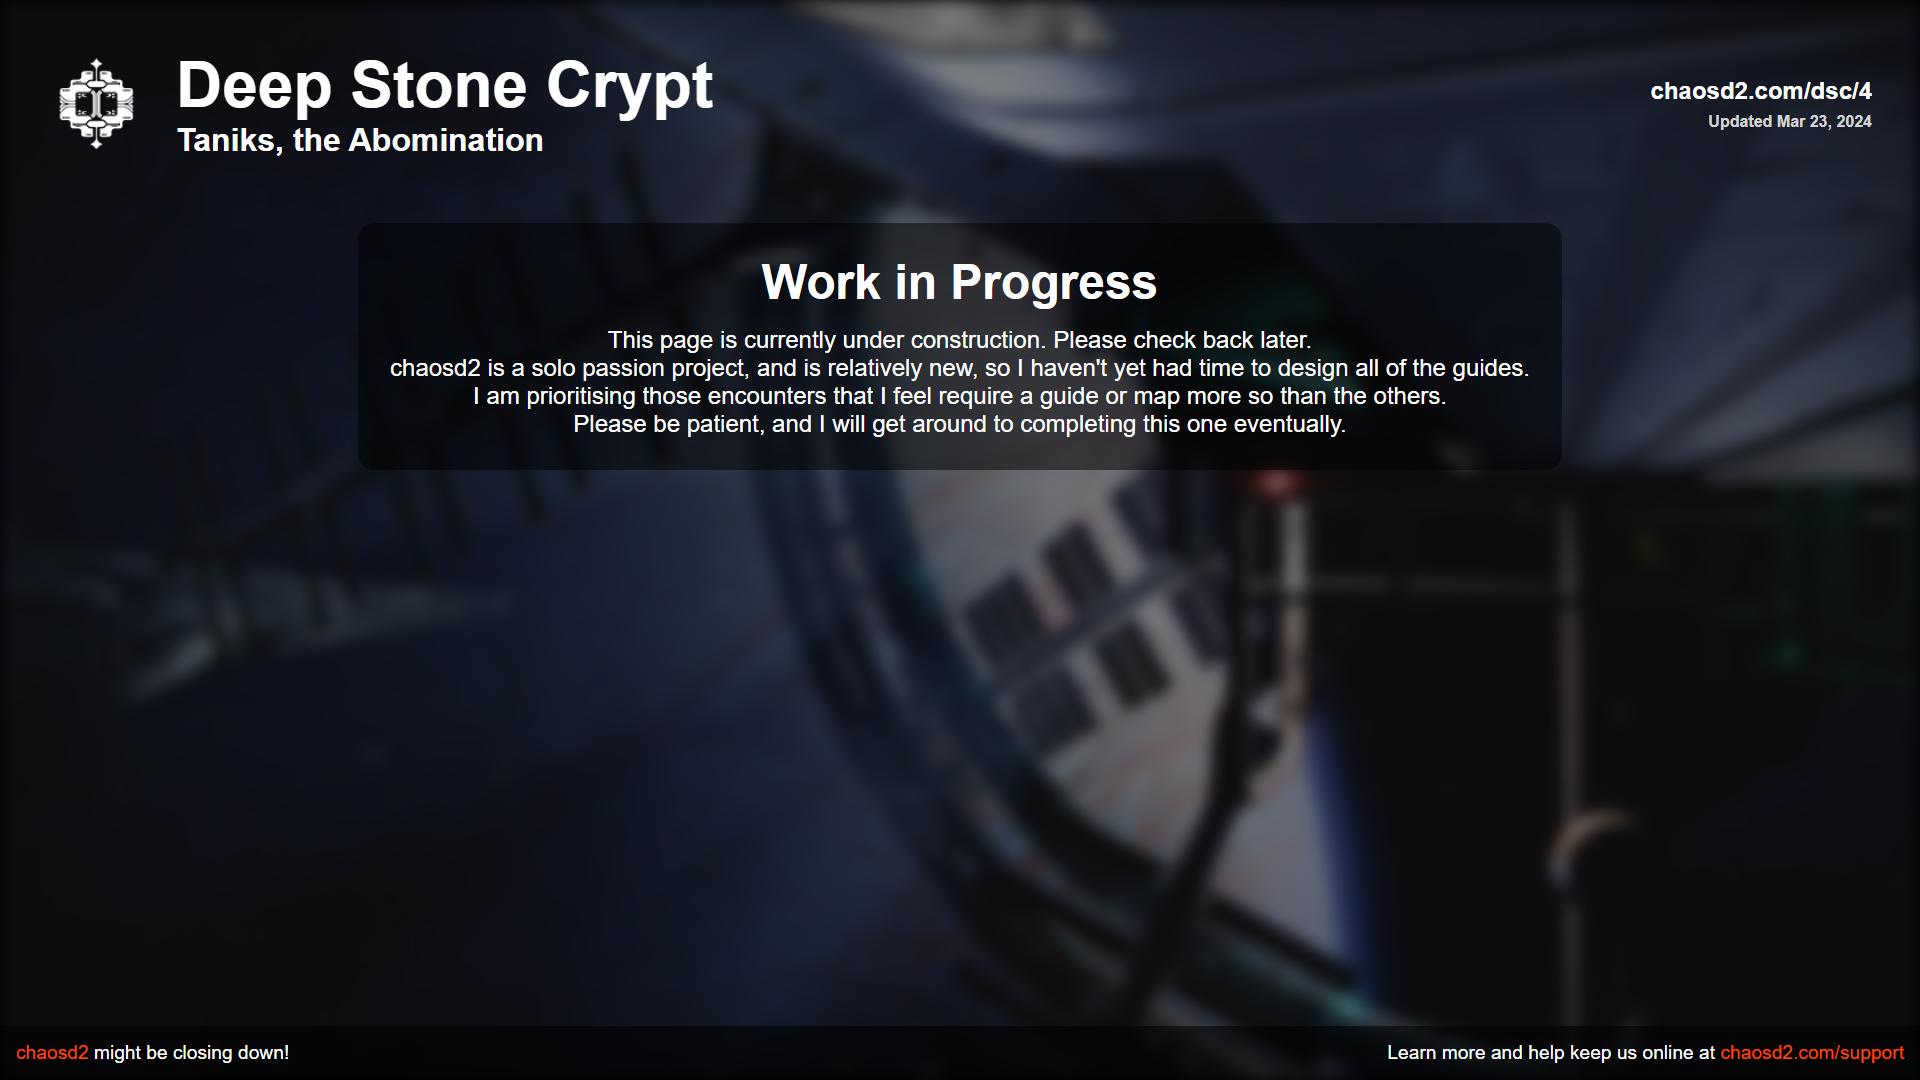 Deep Stone Crypt
Taniks, the Abomination
chaosd2.com/dsc/4
Updated Mar 23, 2024
Work in Progress
This page is currently under construction. Please check back later.
chaosd2 is a solo passion project, and is relatively new, so I haven't yet had time to design all of the guides.
I am prioritising those encounters that I feel require a guide or map more so than the others.
Please be patient, and I will get around to completing this one eventually.
chaosd2 might be closing down!
Learn more and help keep us online at chaosd2.com/support